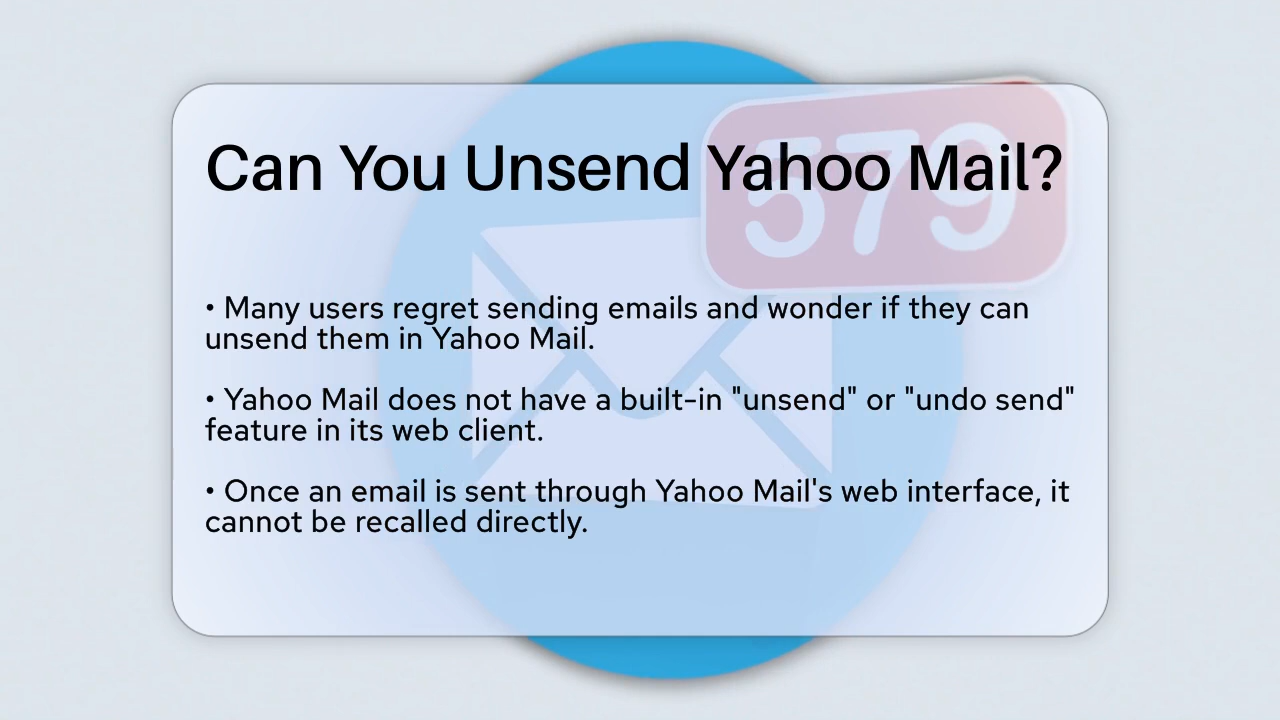 Can You Unsend Yahoo Mail?
579
• Many users regret sending emails and wonder if they can
unsend them in Yahoo Mail.
• Yahoo Mail does not have a built-in "unsend" or "undo send"
feature in its web client.
• Once an email is sent through Yahoo Mail's web interface, it
cannot be recalled directly.